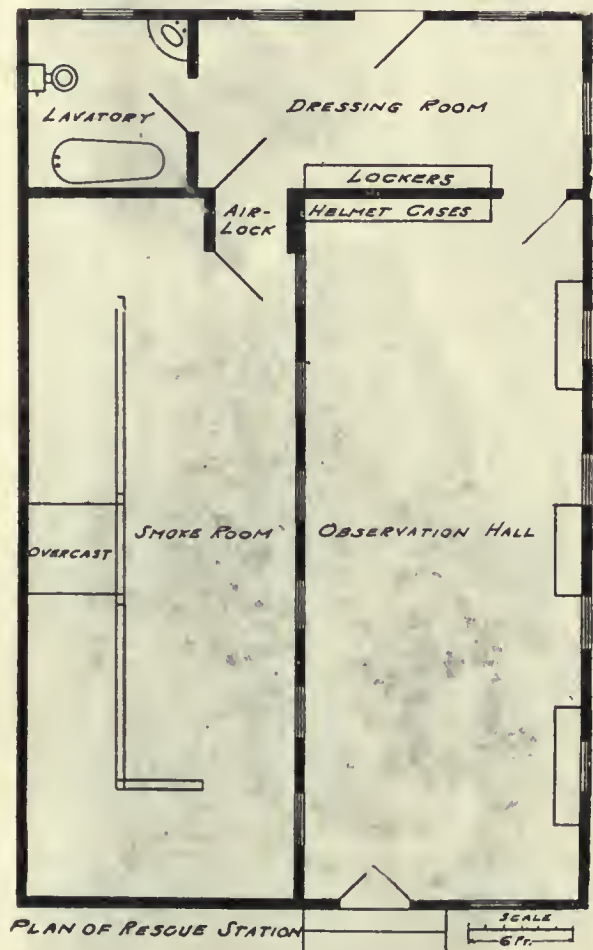 LAVATORY
DRESSING ROOM
LOCKERS
AIR-
LOCK
HELMET CASES
OVERCAST
SMOKE ROOM
OBSERVATION HALL
PLAN OF RESCUE STATION
SCALE
6 FT.